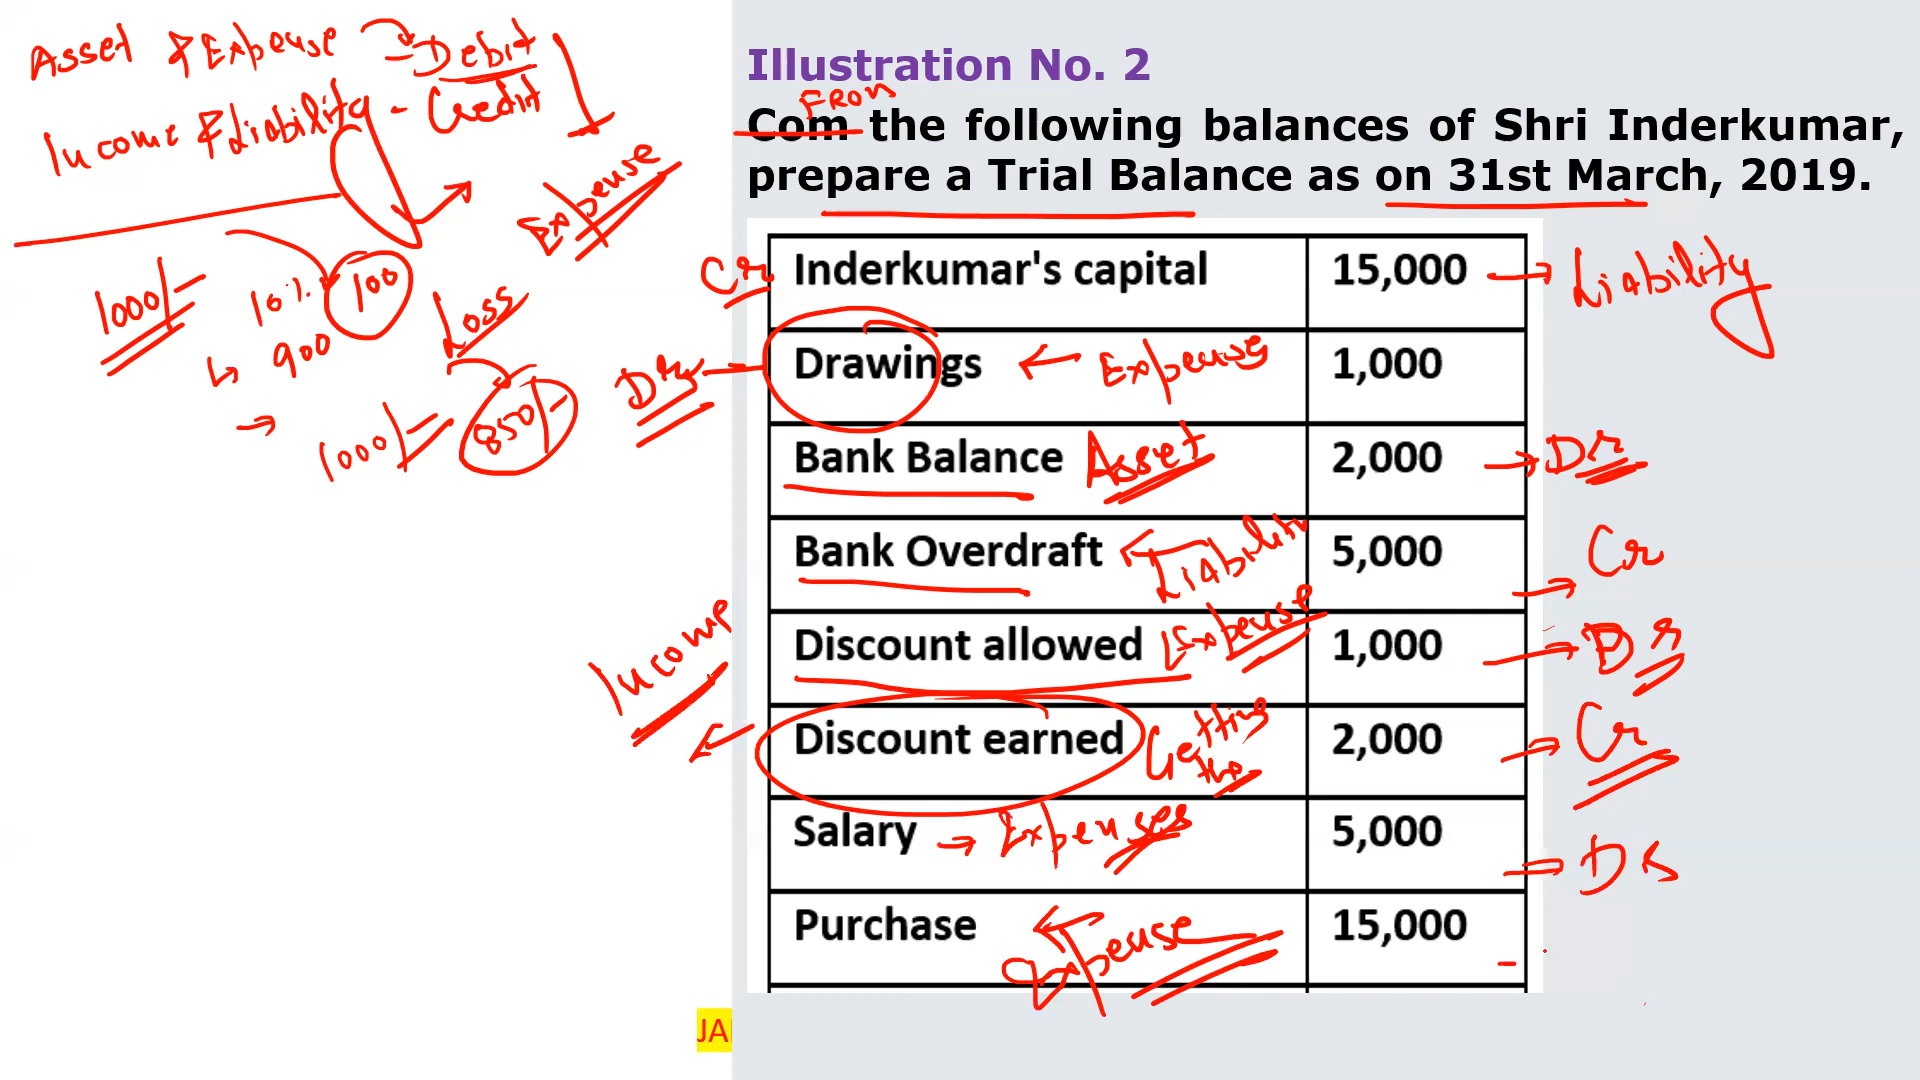 Asset & Expense → Debit
Income & Liability - Credit
Expense
1000/-
10%. 100
↳ 900
Loss
→ 1000/- 850/-
Illustration No. 2
From
Com the following balances of Shri Inderkumar,
prepare a Trial Balance as on 31st March, 2019.
Cr Inderkumar's capital 15,000 → Liability
Dr Drawings ← Expense 1,000
Bank Balance Asset 2,000 → Dr
Bank Overdraft ← Liability 5,000 → Cr
Discount allowed Expense 1,000 → Dr
Income ← Discount earned Getting 2,000 → Cr
Salary → Expenses 5,000 → Dr
Purchase ← Expense 15,000
JAI